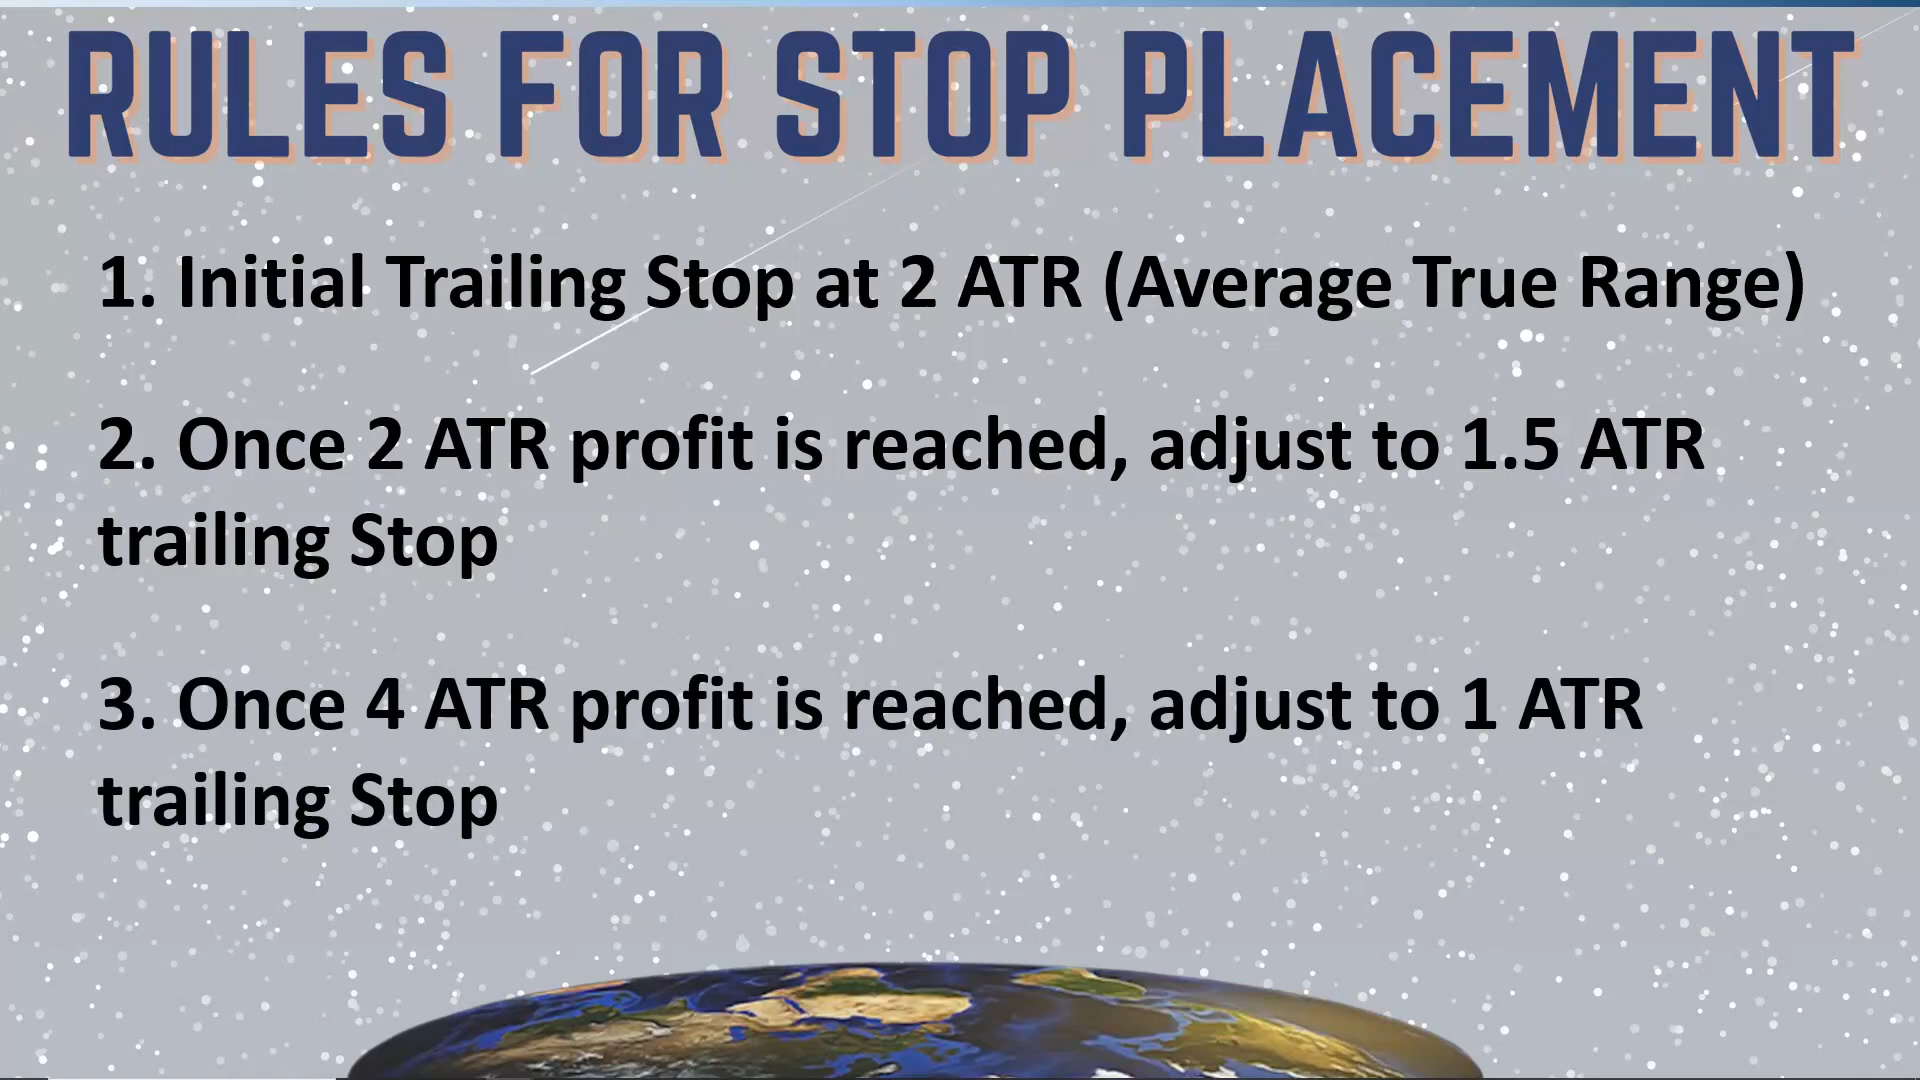 RULES FOR STOP PLACEMENT
1. Initial Trailing Stop at 2 ATR (Average True Range)
2. Once 2 ATR profit is reached, adjust to 1.5 ATR
trailing Stop
3. Once 4 ATR profit is reached, adjust to 1 ATR
trailing Stop